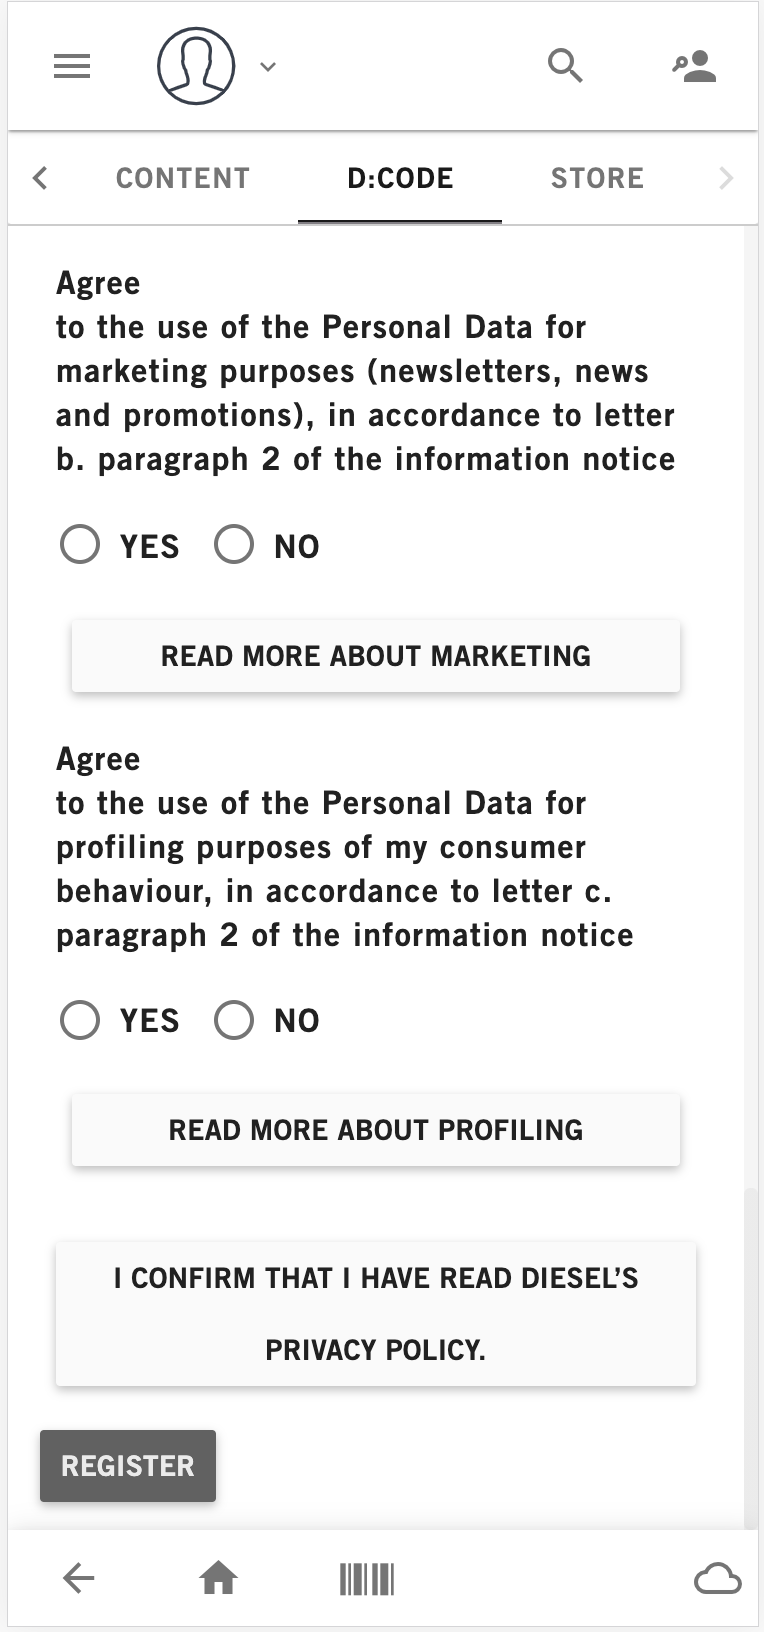 CONTENT D:CODE STORE
Agree
to the use of the Personal Data for
marketing purposes (newsletters, news
and promotions), in accordance to letter
b. paragraph 2 of the information notice
YES NO
READ MORE ABOUT MARKETING
Agree
to the use of the Personal Data for
profiling purposes of my consumer
behaviour, in accordance to letter c.
paragraph 2 of the information notice
YES NO
READ MORE ABOUT PROFILING
I CONFIRM THAT I HAVE READ DIESEL’S
PRIVACY POLICY.
REGISTER